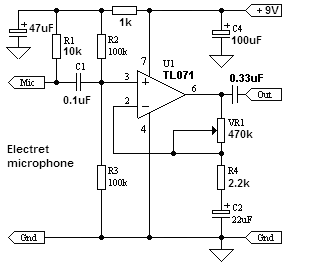 + 47uF
1k
+ 9V
R1
10k
R2
100k
U1
TL071
+ C4
100uF
7
Mic
C1
0.1uF
3
+
2
-
6
0.33uF
Out
4
VR1
470k
Electret
microphone
R3
100k
R4
2.2k
+ C2
22uF
Gnd
Gnd